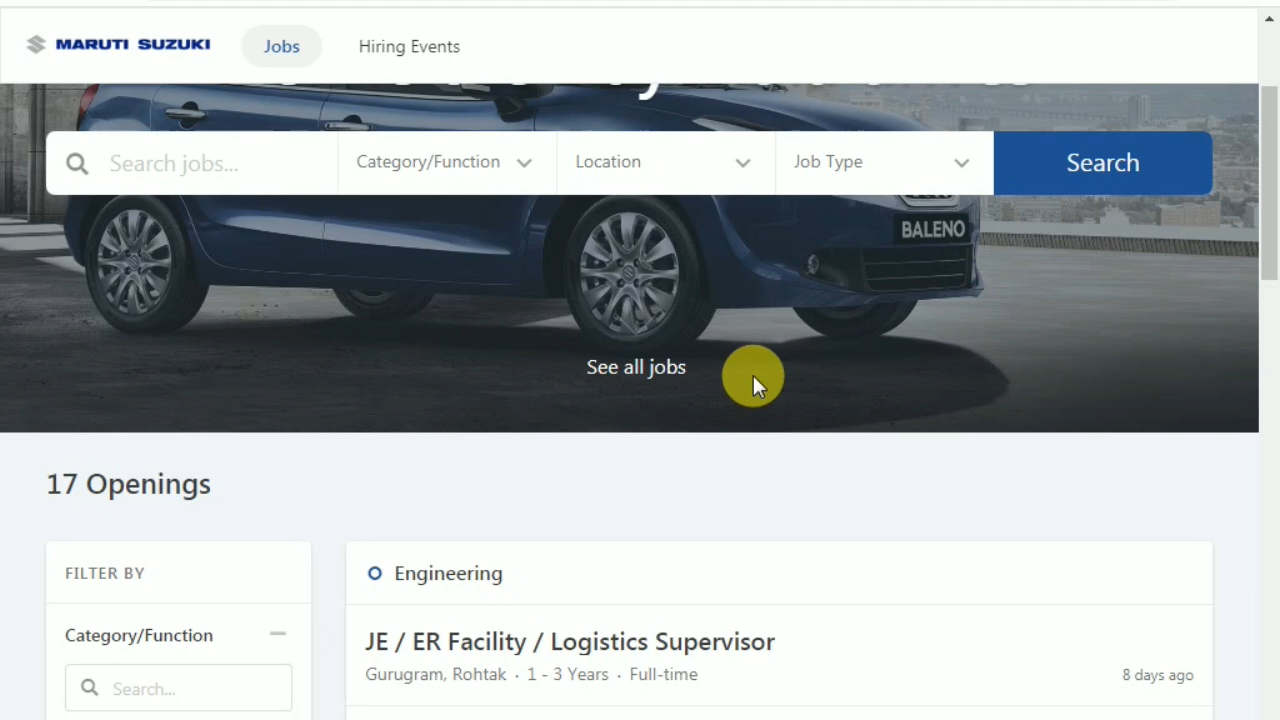 MARUTI SUZUKI
Jobs
Hiring Events
Search jobs...
Category/Function
Location
Job Type
Search
BALENO
See all jobs
17 Openings
FILTER BY
Category/Function
Search...
Engineering
JE / ER Facility / Logistics Supervisor
Gurugram, Rohtak · 1 - 3 Years · Full-time
8 days ago